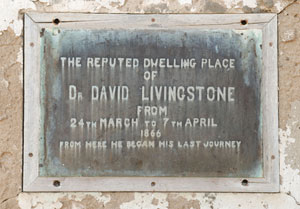 THE REPUTED DWELLING PLACE
OF
DR DAVID LIVINGSTONE
FROM
24TH MARCH TO 7TH APRIL
1866
FROM HERE HE BEGAN HIS LAST JOURNEY